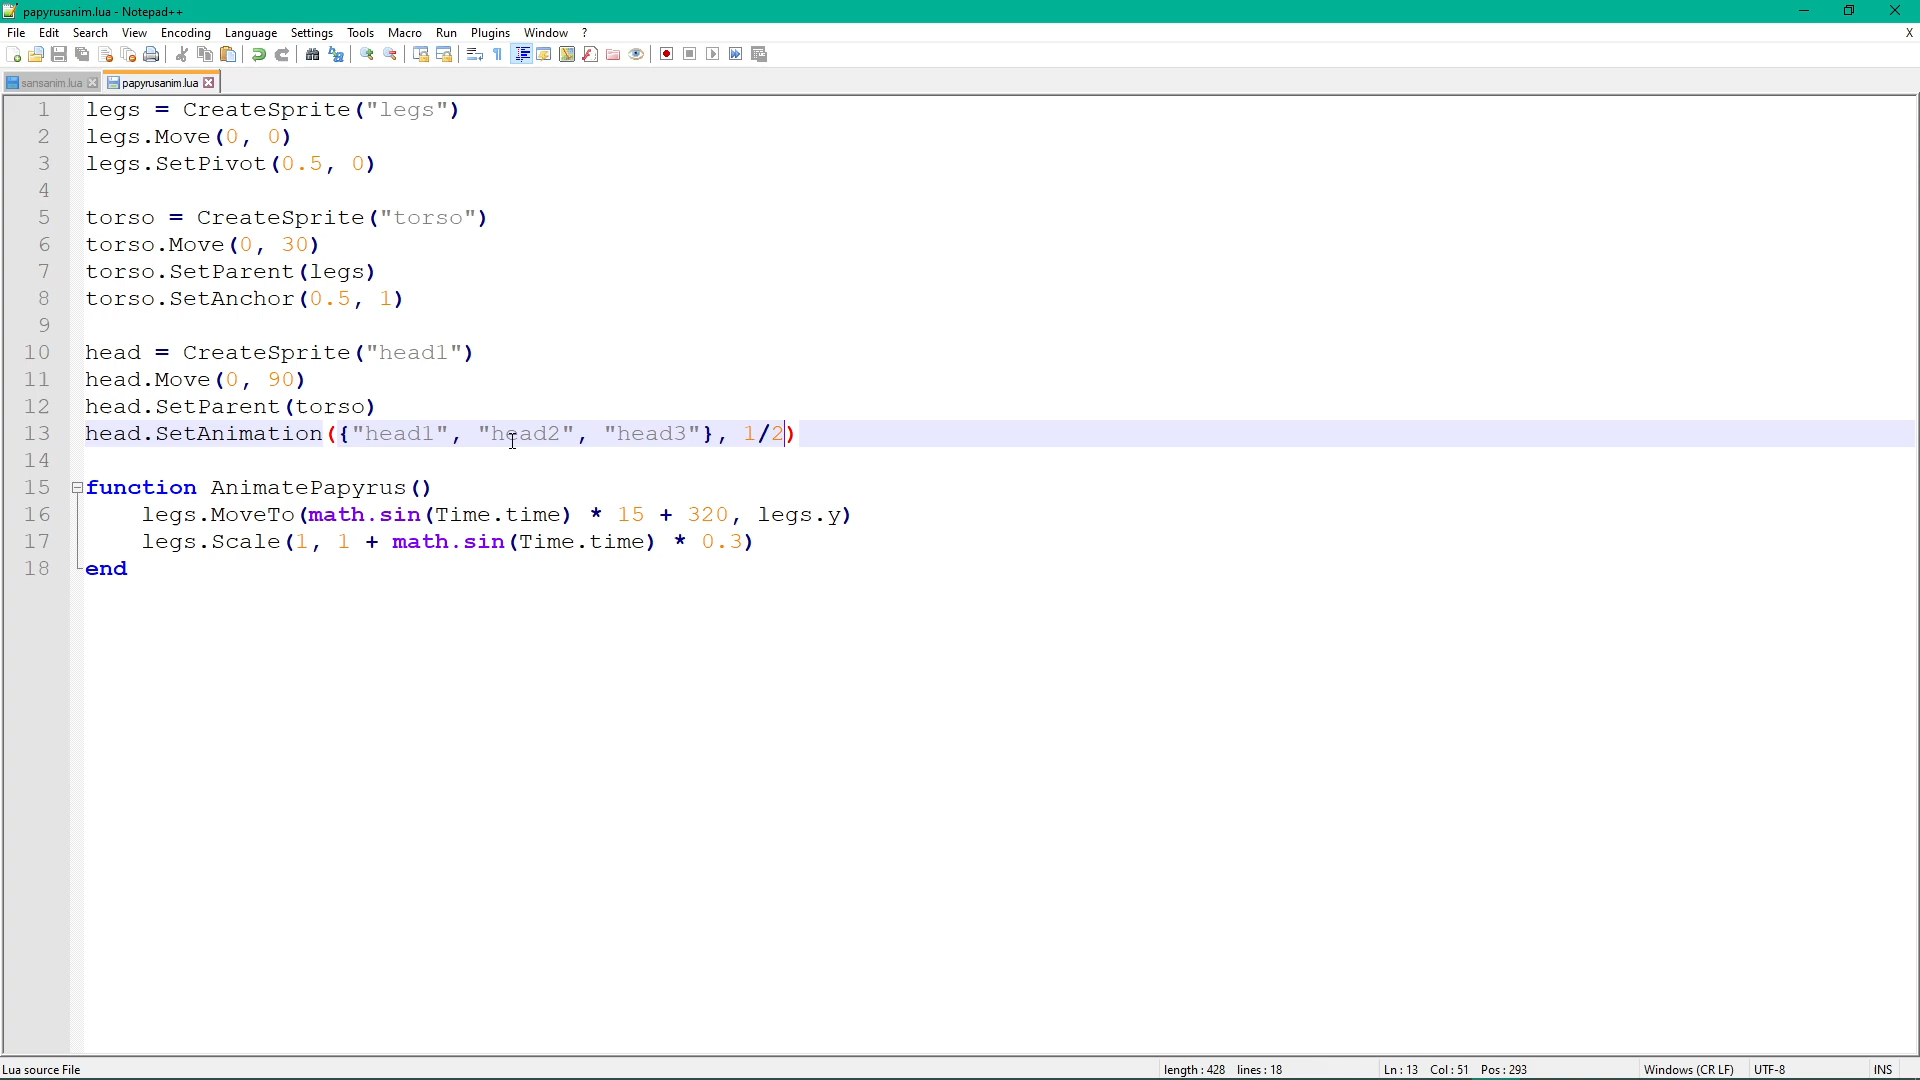 papyrusanim.lua - Notepad++
File Edit Search View Encoding Language Settings Tools Macro Run Plugins Window ? X
sansanim.lua papyrusanim.lua
1 legs = CreateSprite("legs")
2 legs.Move(0, 0)
3 legs.SetPivot(0.5, 0)
4
5 torso = CreateSprite("torso")
6 torso.Move(0, 30)
7 torso.SetParent(legs)
8 torso.SetAnchor(0.5, 1)
9
10 head = CreateSprite("head1")
11 head.Move(0, 90)
12 head.SetParent(torso)
13 head.SetAnimation({"head1", "head2", "head3"}, 1/2)
14
15 function AnimatePapyrus()
16     legs.MoveTo(math.sin(Time.time) * 15 + 320, legs.y)
17     legs.Scale(1, 1 + math.sin(Time.time) * 0.3)
18 end
Lua source File length : 428 lines : 18 Ln : 13 Col : 51 Pos : 293 Windows (CR LF) UTF-8 INS